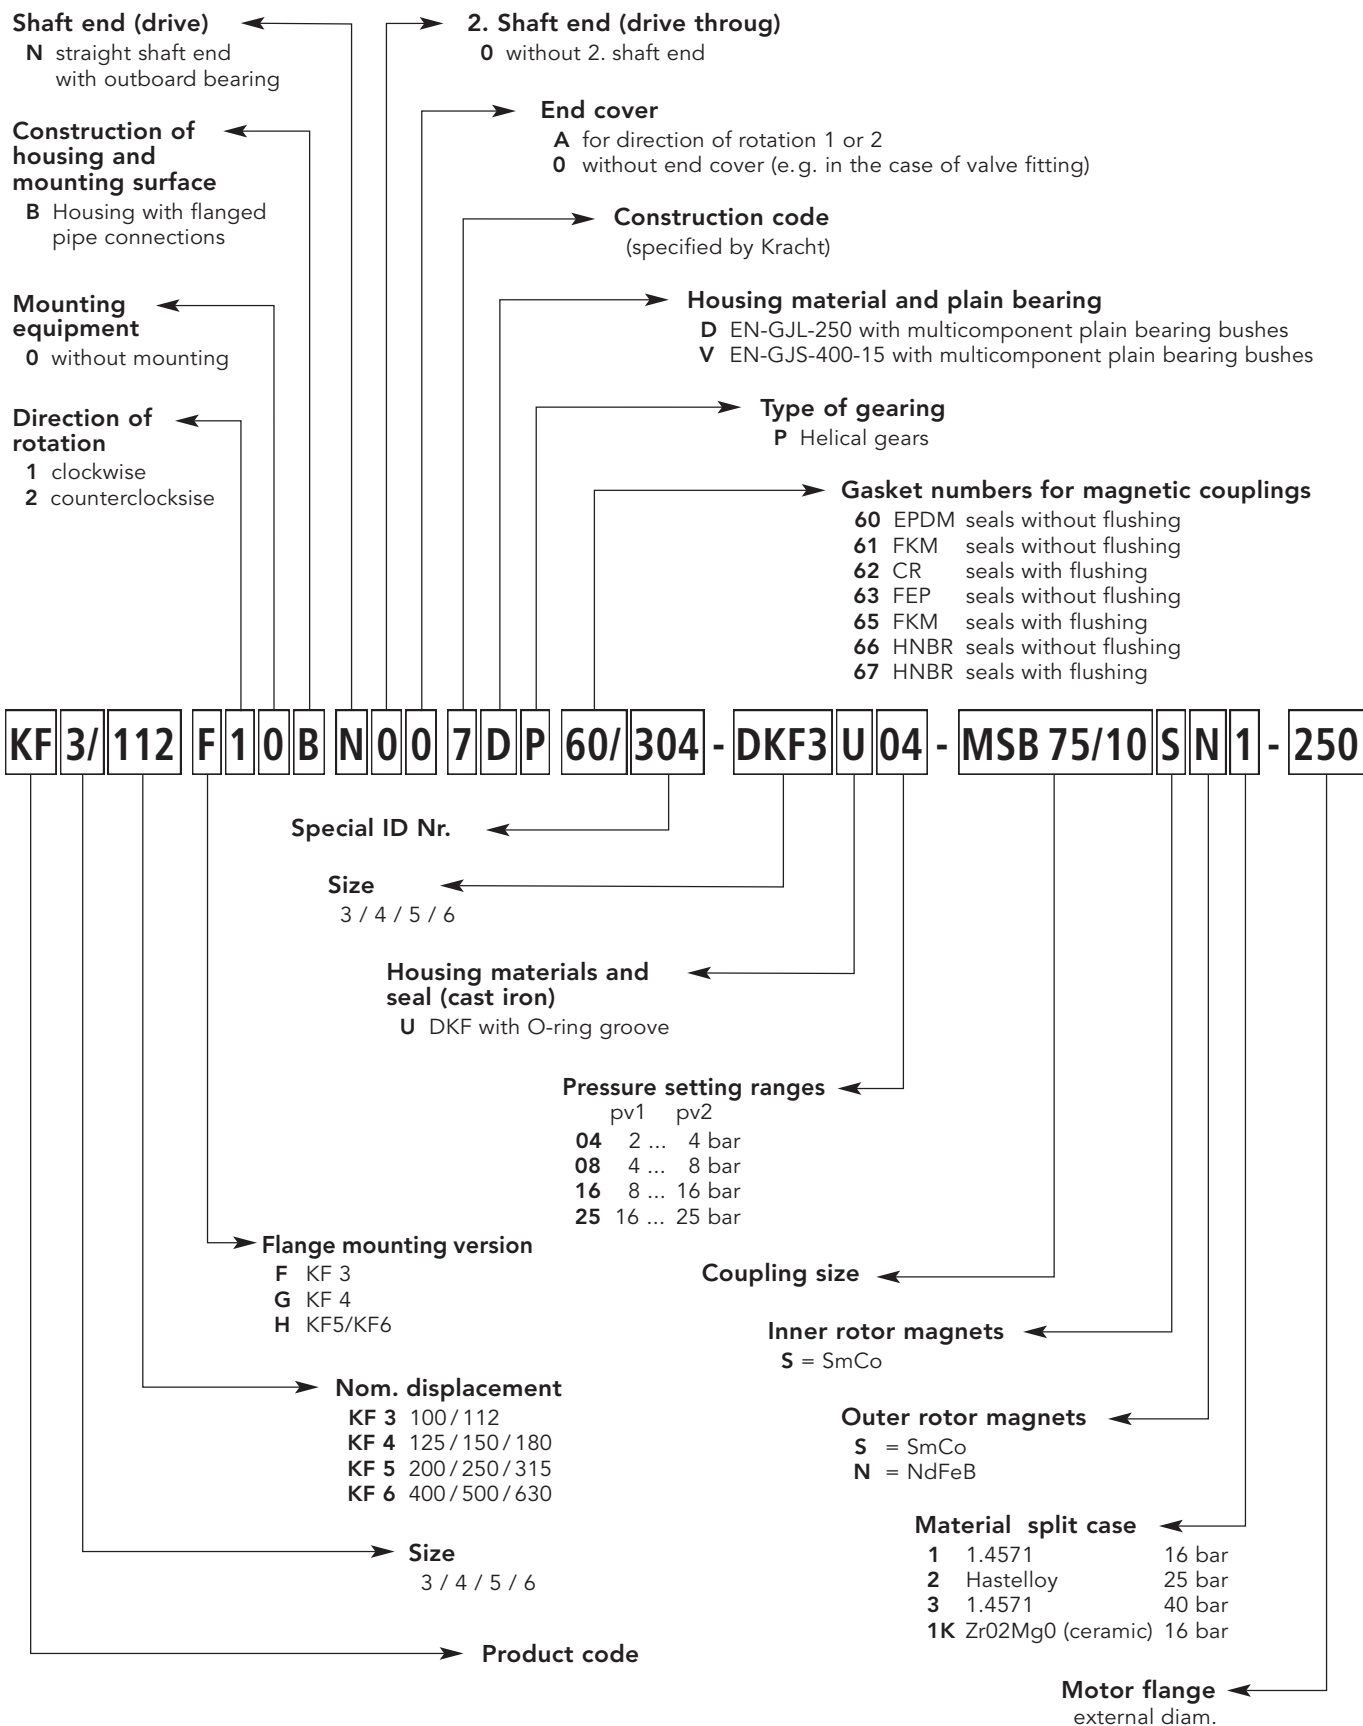 Shaft end (drive)
N straight shaft end
with outboard bearing
2. Shaft end (drive throug)
0 without 2. shaft end
End cover
A for direction of rotation 1 or 2
0 without end cover (e.g. in the case of valve fitting)
Construction of
housing and
mounting surface
B Housing with flanged
pipe connections
Construction code
(specified by Kracht)
Mounting
equipment
0 without mounting
Housing material and plain bearing
D EN-GJL-250 with multicomponent plain bearing bushes
V EN-GJS-400-15 with multicomponent plain bearing bushes
Direction of
rotation
1 clockwise
2 counterclocksise
Type of gearing
P Helical gears
Gasket numbers for magnetic couplings
60 EPDM seals without flushing
61 FKM seals without flushing
62 CR seals with flushing
63 FEP seals without flushing
65 FKM seals with flushing
66 HNBR seals without flushing
67 HNBR seals with flushing
KF 3/ 112 F 1 0 B N 0 0 7 D P 60/ 304 - DKF3 U 04 - MSB 75/10 S N 1 - 250
Special ID Nr.
Size
3 / 4 / 5 / 6
Housing materials and
seal (cast iron)
U DKF with O-ring groove
Pressure setting ranges
pv1 pv2
04 2 ... 4 bar
08 4 ... 8 bar
16 8 ... 16 bar
25 16 ... 25 bar
Flange mounting version
F KF 3
G KF 4
H KF5/KF6
Coupling size
Inner rotor magnets
S = SmCo
Nom. displacement
KF 3 100 / 112
KF 4 125 / 150 / 180
KF 5 200 / 250 / 315
KF 6 400 / 500 / 630
Outer rotor magnets
S = SmCo
N = NdFeB
Material split case
1 1.4571 16 bar
2 Hastelloy 25 bar
3 1.4571 40 bar
1K Zr02Mg0 (ceramic) 16 bar
Size
3 / 4 / 5 / 6
Product code
Motor flange
external diam.